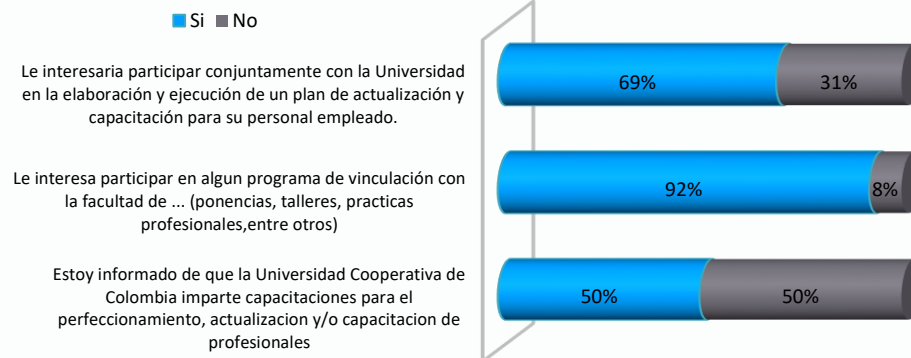 Si No
Le interesaria participar conjuntamente con la Universidad
en la elaboración y ejecución de un plan de actualización y
capacitación para su personal empleado.
69% 31%
Le interesa participar en algun programa de vinculación con
la facultad de ... (ponencias, talleres, practicas
profesionales,entre otros)
92% 8%
Estoy informado de que la Universidad Cooperativa de
Colombia imparte capacitaciones para el
perfeccionamiento, actualizacion y/o capacitacion de
profesionales
50% 50%